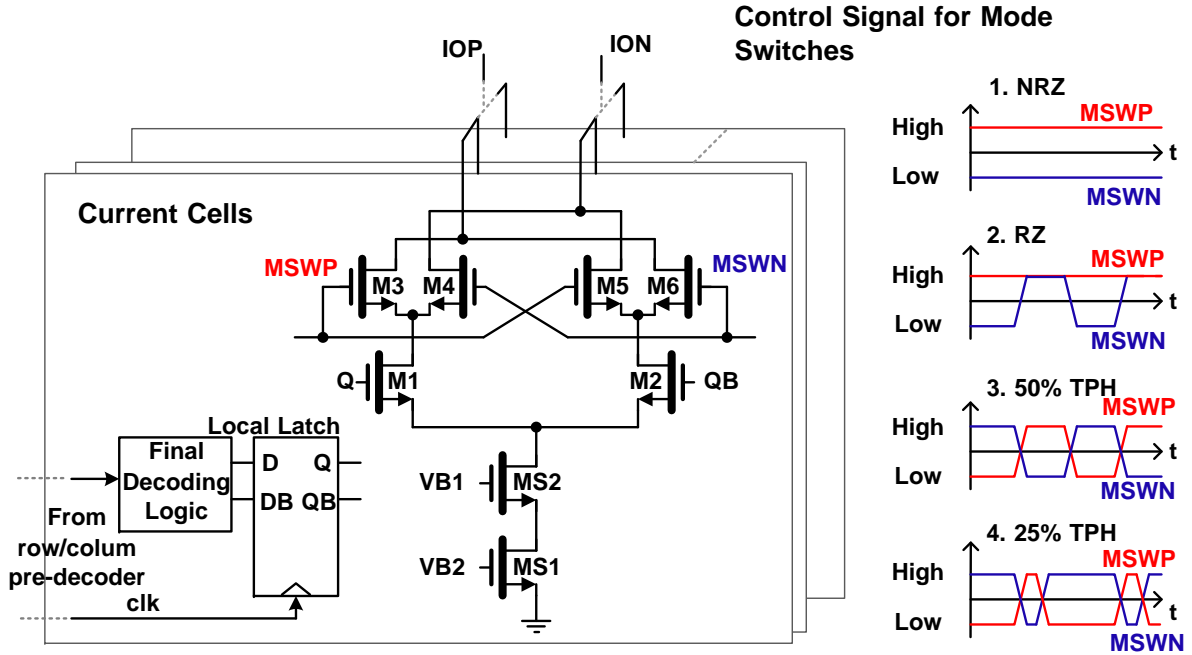 Control Signal for Mode
Switches
IOP
ION
Current Cells
MSWP
MSWN
M3
M4
M5
M6
Q
M1
M2
QB
Local Latch
Final
Decoding
Logic
D
Q
DB
QB
From
row/colum
pre-decoder
clk
VB1
MS2
VB2
MS1
1. NRZ
High
MSWP
t
Low
MSWN
2. RZ
High
MSWP
t
Low
MSWN
3. 50% TPH
MSWP
High
t
Low
MSWN
4. 25% TPH
MSWP
High
t
Low
MSWN